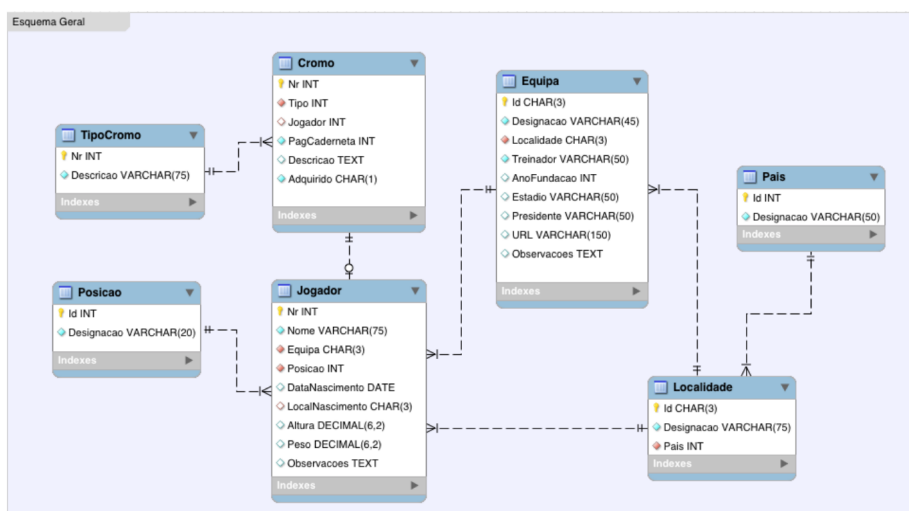 Esquema Geral
Cromo
Nr INT
Tipo INT
Jogador INT
PagCaderneta INT
Descricao TEXT
Adquirido CHAR(1)
Indexes
Equipa
Id CHAR(3)
Designacao VARCHAR(45)
Localidade CHAR(3)
Treinador VARCHAR(50)
AnoFundacao INT
Estadio VARCHAR(50)
Presidente VARCHAR(50)
URL VARCHAR(150)
Observacoes TEXT
Indexes
TipoCromo
Nr INT
Descricao VARCHAR(75)
Indexes
Pais
Id INT
Designacao VARCHAR(50)
Indexes
Posicao
Id INT
Designacao VARCHAR(20)
Indexes
Jogador
Nr INT
Nome VARCHAR(75)
Equipa CHAR(3)
Posicao INT
DataNascimento DATE
LocalNascimento CHAR(3)
Altura DECIMAL(6,2)
Peso DECIMAL(6,2)
Observacoes TEXT
Indexes
Localidade
Id CHAR(3)
Designacao VARCHAR(75)
Pais INT
Indexes